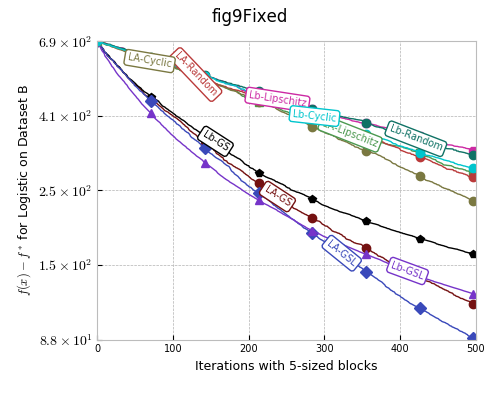 fig9Fixed
6.9 × 10²
4.1 × 10²
2.5 × 10²
1.5 × 10²
8.8 × 10¹
f(x) − f* for Logistic on Dataset B
LA-Cyclic
LA-Random
Lb-Lipschitz
Lb-Cyclic
Lipschitz
Lb-Random
Lb-GS
LA-GS
LA-GSL
Lb-GSL
0
100
200
300
400
500
Iterations with 5-sized blocks